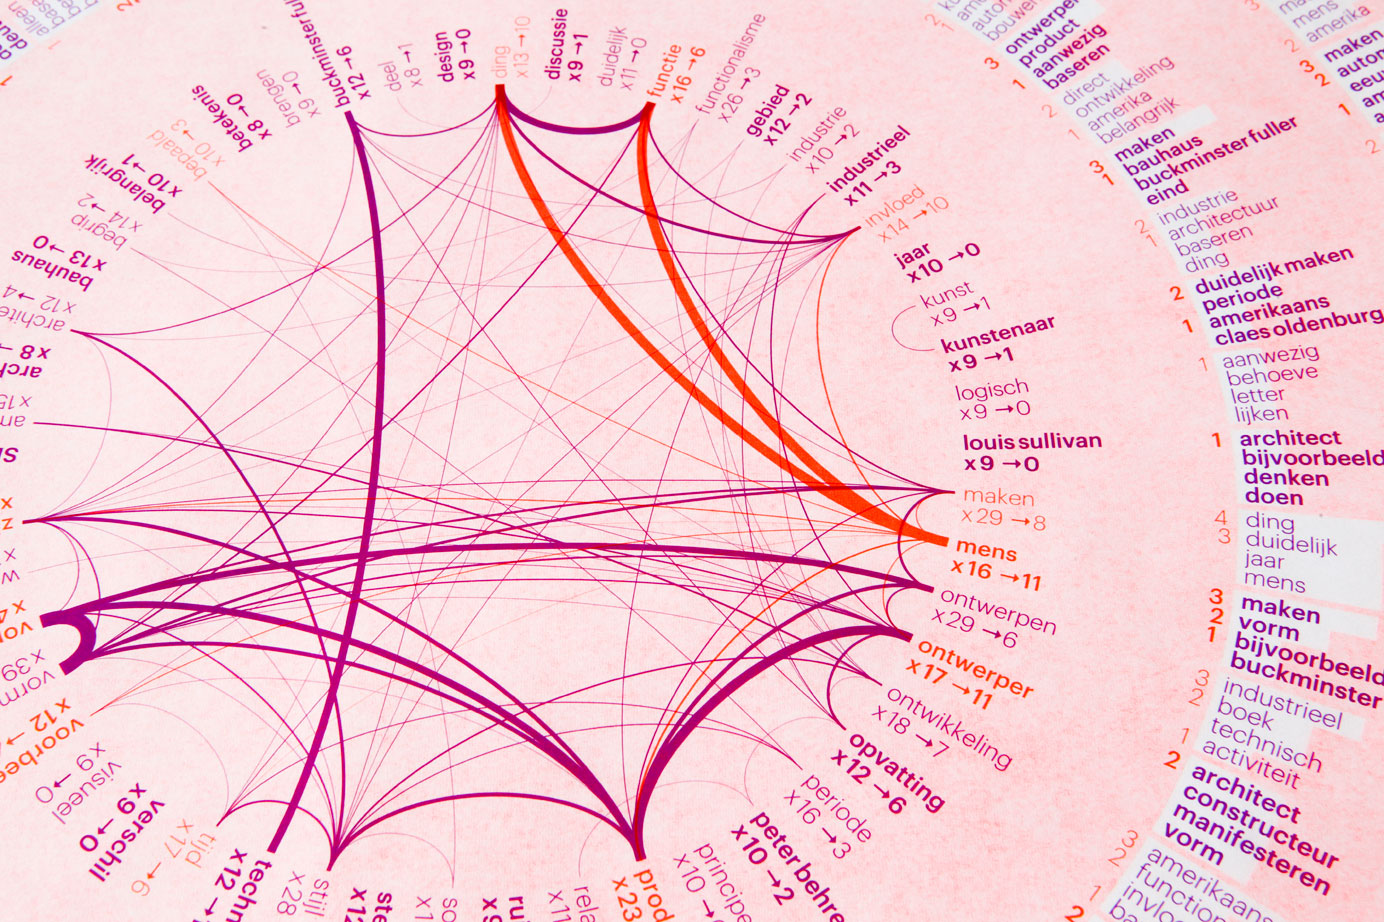 buckminster
x12→6
deel
x8→1
design
x9→0
ding
x13→10
discussie
x9→1
duidelijk
x11→0
functie
x16→6
functionalisme
x26→3
gebied
x12→2
industrie
x10→2
industrieel
x11→3
invloed
x14→10
jaar
x10→0
kunst
x9→1
kunstenaar
x9→1
logisch
x9→0
louis sullivan
x9→0
maken
x29→8
mens
x16→11
ontwerpen
x29→6
ontwerper
x17→11
ontwikkeling
x18→7
opvatting
x12→6
periode
x16→3
peter behre
x10→2
principe
x10
prod
x23
rela
x11
stijl
x28
techn
x12
tijd
x17→6
verschil
x9→0
visueel
x9→0
voorbee
x12
vorm
x39
bauhaus
x13→0
begrip
x14→2
belangrijk
x10→1
bepaald
x10→3
betekenis
x8→0
brengen
x9→0
archite
x12→4
arch
x8
am
ontwerper
product
3 aanwezig
1 baseren
direct
ontwikkeling
2 amerika
1 belangrijk
maken
bauhaus
3 buckminster fuller
1 eind
industrie
architectuur
2 baseren
1 ding
duidelijk maken
2 periode
amerikaans
1 claes oldenburg
aanwezig
1 behoeve
letter
lijken
1 architect
bijvoorbeeld
denken
doen
4 ding
3 duidelijk
jaar
mens
3 maken
2 vorm
1 bijvoorbeeld
buckminster
3 industrieel
2 boek
technisch
1 activiteit
2 architect
constructeur
manifesteren
vorm
3 amerikaans
2 functio
1 invloe
2
mens
amerika
maken
autom